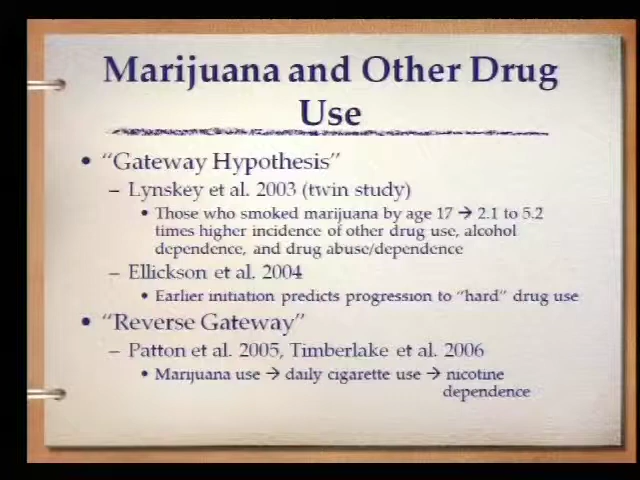 Marijuana and Other Drug
Use
• “Gateway Hypothesis”
– Lynskey et al. 2003 (twin study)
• Those who smoked marijuana by age 17 → 2.1 to 5.2
times higher incidence of other drug use, alcohol
dependence, and drug abuse/dependence
– Ellickson et al. 2004
• Earlier initiation predicts progression to “hard” drug use
• “Reverse Gateway”
– Patton et al. 2005, Timberlake et al. 2006
• Marijuana use → daily cigarette use → nicotine
dependence